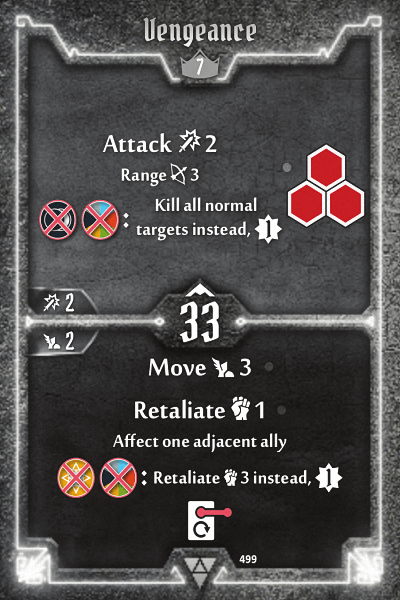 Vengeance
7
Attack 2
Range 3
Kill all normal
: targets instead, 1
2
33
2
Move 3
Retaliate 1
Affect one adjacent ally
: Retaliate 3 instead, 1
499